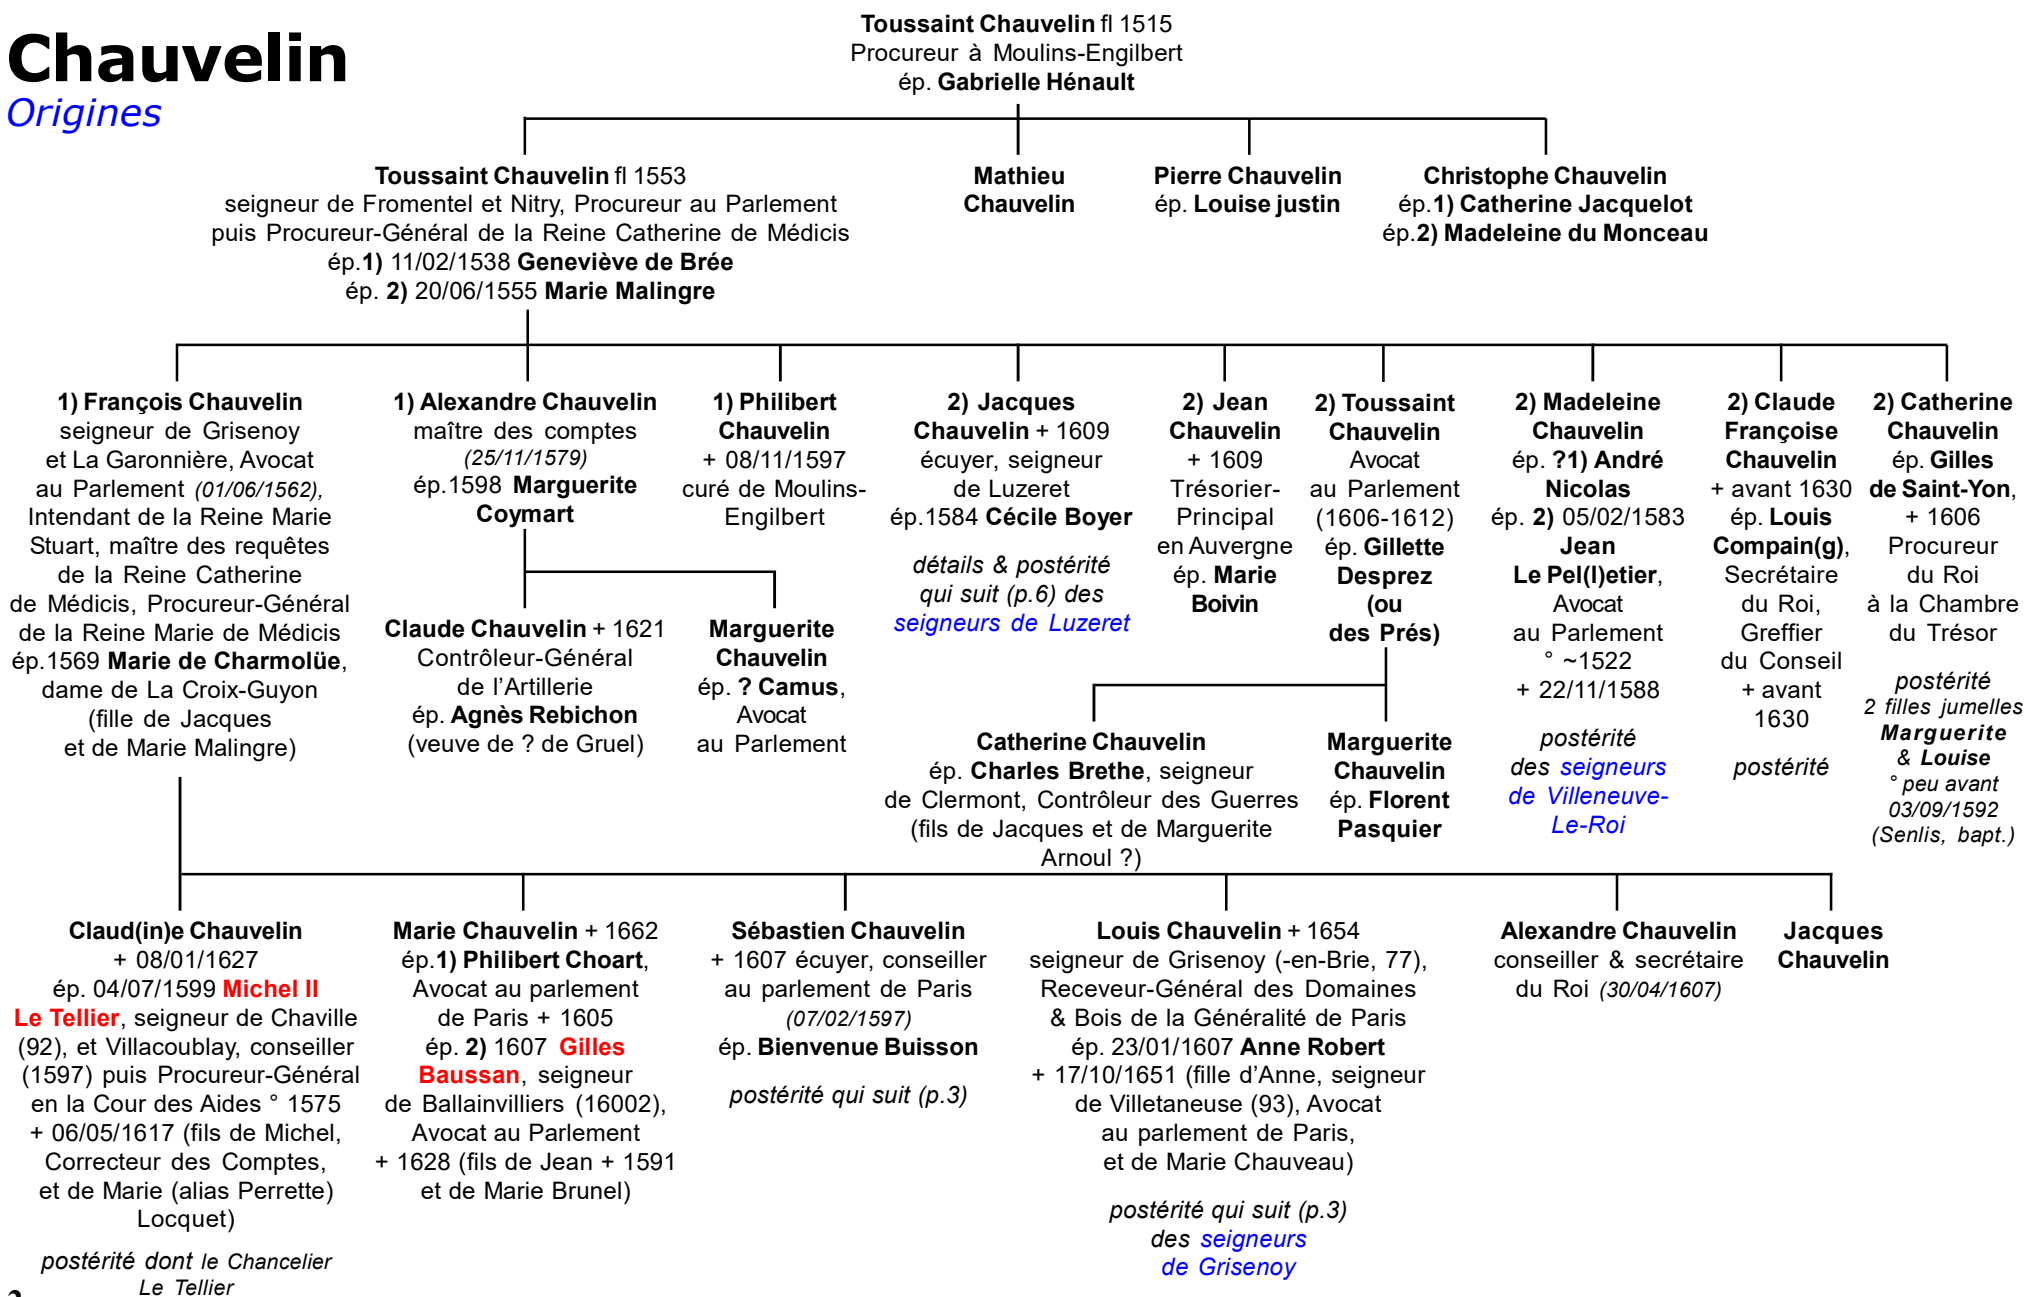 Chauvelin
Origines
Toussaint Chauvelin fl 1515
Procureur à Moulins-Engilbert
ép. Gabrielle Hénault
Toussaint Chauvelin fl 1553
seigneur de Fromentel et Nitry, Procureur au Parlement
puis Procureur-Général de la Reine Catherine de Médicis
ép.1) 11/02/1538 Geneviève de Brée
ép. 2) 20/06/1555 Marie Malingre
Mathieu
Chauvelin
Pierre Chauvelin
ép. Louise justin
Christophe Chauvelin
ép.1) Catherine Jacquelot
ép.2) Madeleine du Monceau
1) François Chauvelin
seigneur de Grisenoy
et La Garonnière, Avocat
au Parlement (01/06/1562),
Intendant de la Reine Marie
Stuart, maître des requêtes
de la Reine Catherine
de Médicis, Procureur-Général
de la Reine Marie de Médicis
ép.1569 Marie de Charmolüe,
dame de La Croix-Guyon
(fille de Jacques
et de Marie Malingre)
1) Alexandre Chauvelin
maître des comptes
(25/11/1579)
ép.1598 Marguerite
Coymart
1) Philibert
Chauvelin
+ 08/11/1597
curé de Moulins-
Engilbert
2) Jacques
Chauvelin + 1609
écuyer, seigneur
de Luzeret
ép.1584 Cécile Boyer
détails & postérité
qui suit (p.6) des
seigneurs de Luzeret
2) Jean
Chauvelin
+ 1609
Trésorier-
Principal
en Auvergne
ép. Marie
Boivin
2) Toussaint
Chauvelin
Avocat
au Parlement
(1606-1612)
ép. Gillette
Desprez
(ou
des Prés)
2) Madeleine
Chauvelin
ép. ?1) André
Nicolas
ép. 2) 05/02/1583
Jean
Le Pel(l)etier,
Avocat
au Parlement
° ~1522
+ 22/11/1588
postérité
des seigneurs
de Villeneuve-
Le-Roi
2) Claude
Françoise
Chauvelin
+ avant 1630
ép. Louis
Compain(g),
Secrétaire
du Roi,
Greffier
du Conseil
+ avant
1630
postérité
2) Catherine
Chauvelin
ép. Gilles
de Saint-Yon,
+ 1606
Procureur
du Roi
à la Chambre
du Trésor
postérité
2 filles jumelles
Marguerite
& Louise
° peu avant
03/09/1592
(Senlis, bapt.)
Claude Chauvelin + 1621
Contrôleur-Général
de l'Artillerie
ép. Agnès Rebichon
(veuve de ? de Gruel)
Marguerite
Chauvelin
ép. ? Camus,
Avocat
au Parlement
Catherine Chauvelin
ép. Charles Brethe, seigneur
de Clermont, Contrôleur des Guerres
(fils de Jacques et de Marguerite
Arnoul ?)
Marguerite
Chauvelin
ép. Florent
Pasquier
Claud(in)e Chauvelin
+ 08/01/1627
ép. 04/07/1599 Michel II
Le Tellier, seigneur de Chaville
(92), et Villacoublay, conseiller
(1597) puis Procureur-Général
en la Cour des Aides ° 1575
+ 06/05/1617 (fils de Michel,
Correcteur des Comptes,
et de Marie (alias Perrette)
Locquet)
postérité dont le Chancelier
Le Tellier
Marie Chauvelin + 1662
ép.1) Philibert Choart,
Avocat au parlement
de Paris + 1605
ép. 2) 1607 Gilles
Baussan, seigneur
de Ballainvilliers (16002),
Avocat au Parlement
+ 1628 (fils de Jean + 1591
et de Marie Brunel)
Sébastien Chauvelin
+ 1607 écuyer, conseiller
au parlement de Paris
(07/02/1597)
ép. Bienvenue Buisson
postérité qui suit (p.3)
Louis Chauvelin + 1654
seigneur de Grisenoy (-en-Brie, 77),
Receveur-Général des Domaines
& Bois de la Généralité de Paris
ép. 23/01/1607 Anne Robert
+ 17/10/1651 (fille d'Anne, seigneur
de Villetaneuse (93), Avocat
au parlement de Paris,
et de Marie Chauveau)
postérité qui suit (p.3)
des seigneurs
de Grisenoy
Alexandre Chauvelin
conseiller & secrétaire
du Roi (30/04/1607)
Jacques
Chauvelin